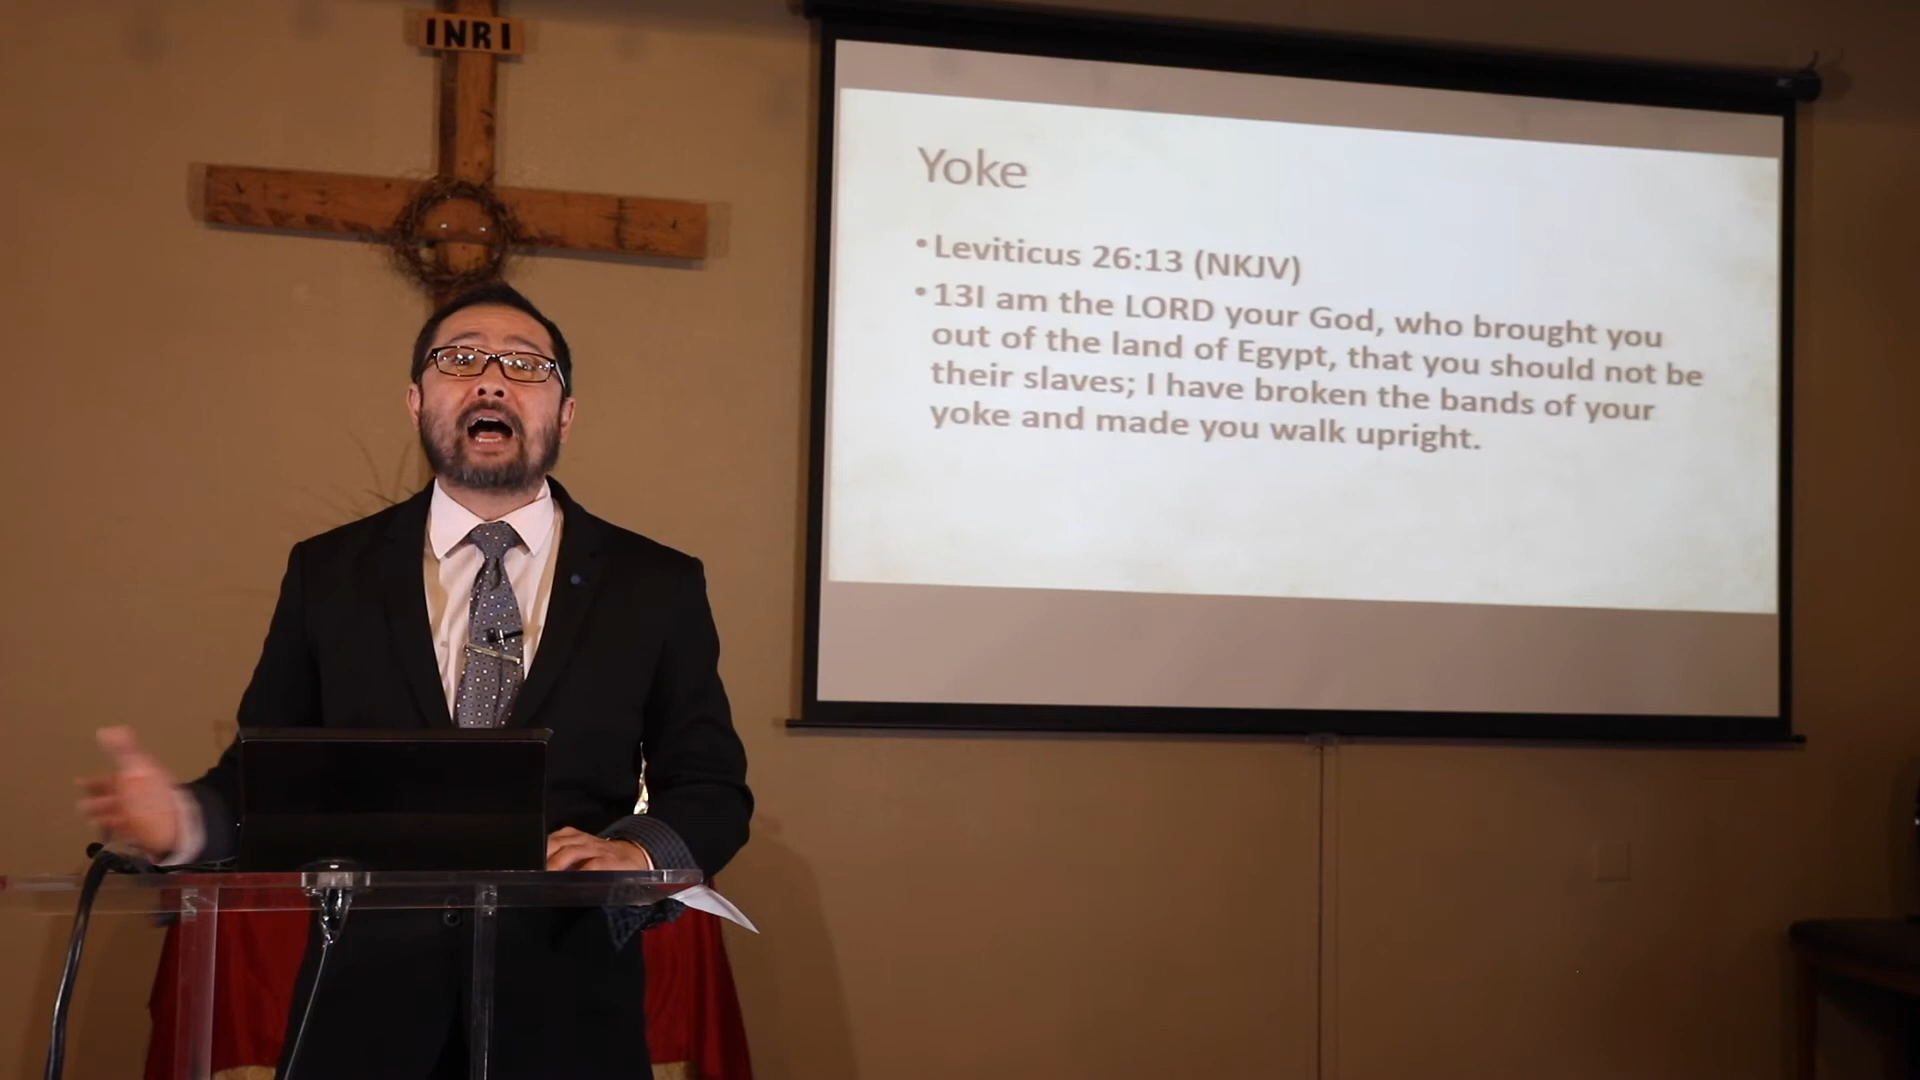 INRI
Yoke
•Leviticus 26:13 (NKJV)
•13I am the LORD your God, who brought you
out of the land of Egypt, that you should not be
their slaves; I have broken the bands of your
yoke and made you walk upright.